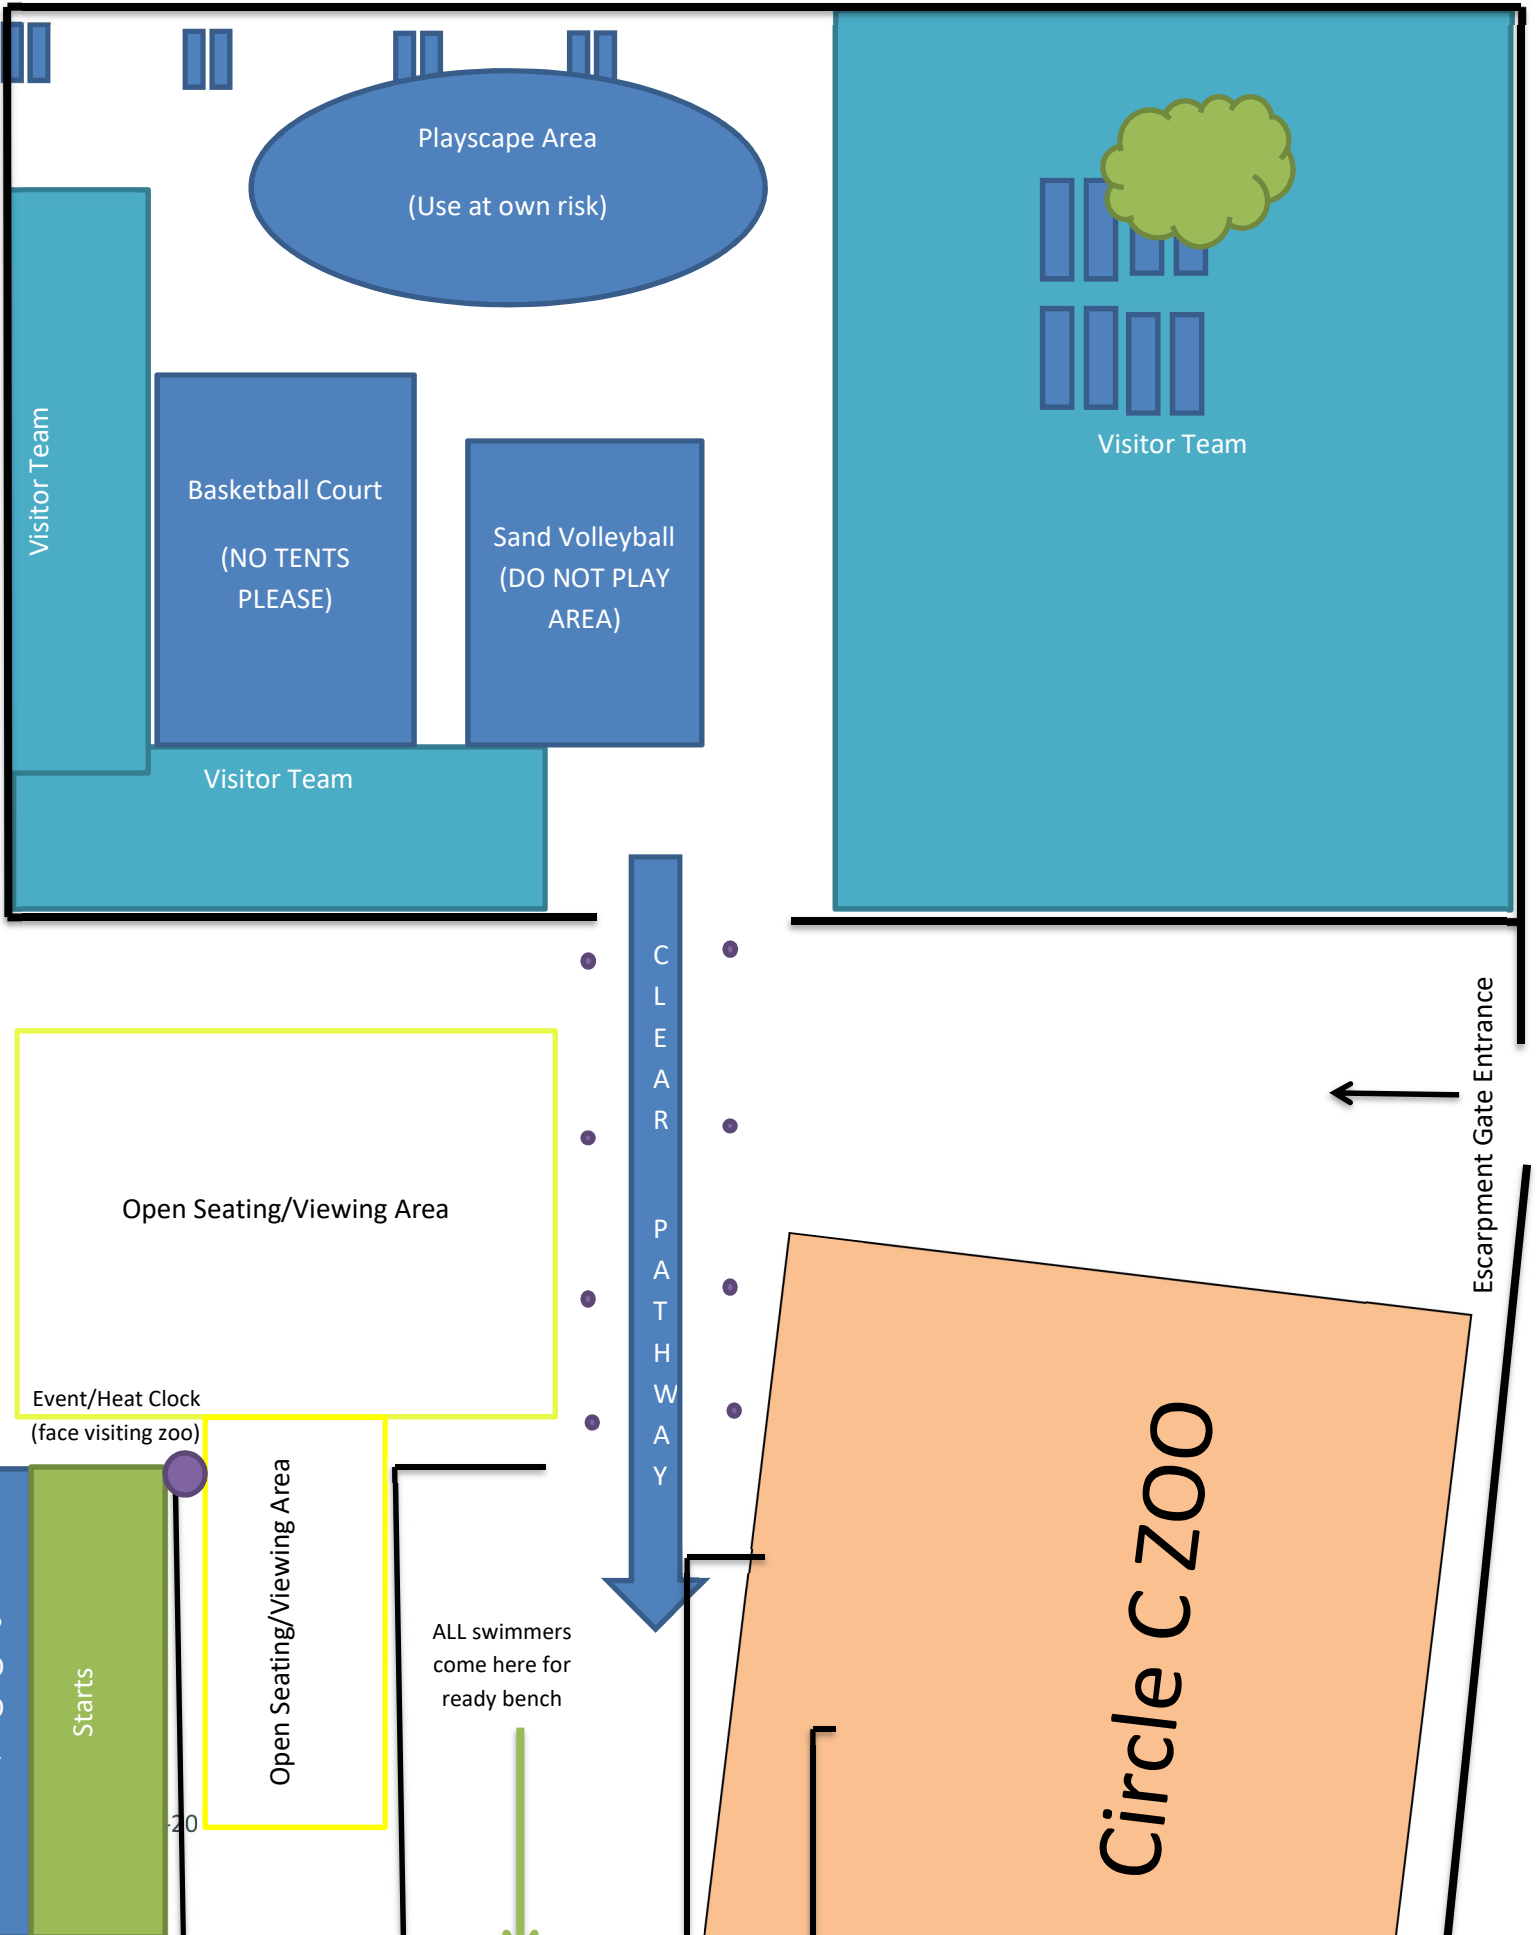 Playscape Area
(Use at own risk)
Visitor Team
Visitor Team
Basketball Court
(NO TENTS
PLEASE)
Sand Volleyball
(DO NOT PLAY
AREA)
Visitor Team
CLEAR PATHWAY
Escarpment Gate Entrance
Open Seating/Viewing Area
Event/Heat Clock
(face visiting zoo)
Open Seating/Viewing Area
Starts
ALL swimmers
come here for
ready bench
Circle C ZOO
-20